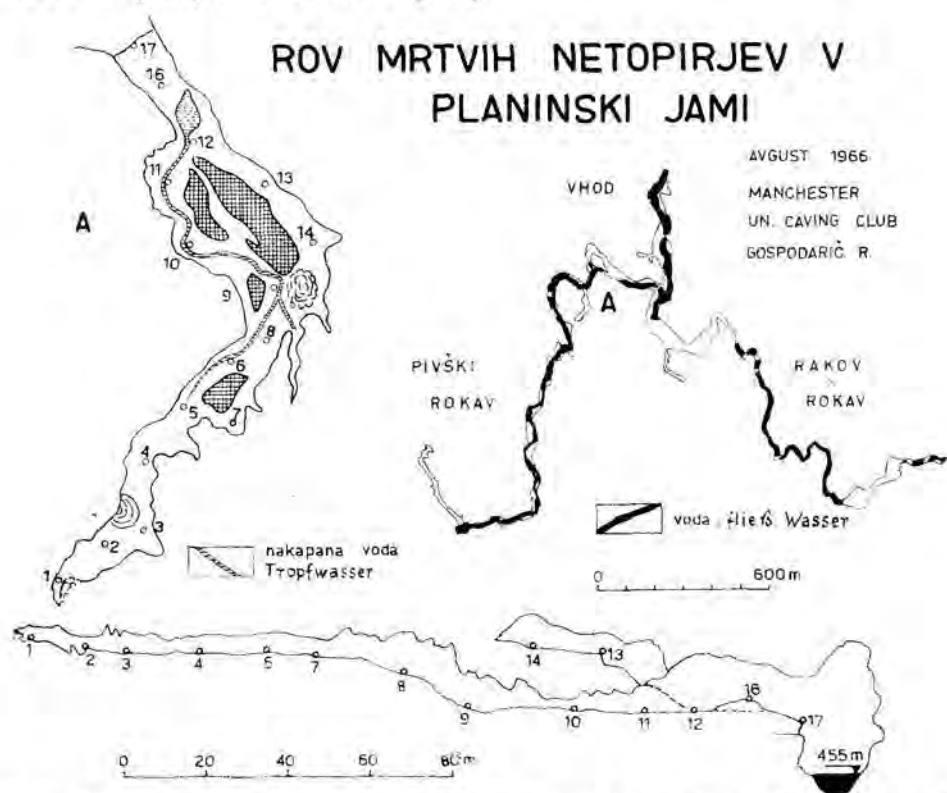 ROV MRTVIH NETOPIRJEV V
PLANINSKI JAMI
AVGUST 1966
MANCHESTER
UN. CAVING CLUB
GOSPODARIČ R.
VHOD
A
PIVŠKI
ROKAV
RAKOV
ROKAV
voda fließ Wasser
0 600 m
A
17
16
12
11
13
14
10
9
8
6
5
7
4
3
2
1
nakapana voda
Tropfwasser
1 2 3 4 5 7 8 9 10 11 12 14 13 16 17
455m
0 20 40 60 80 m